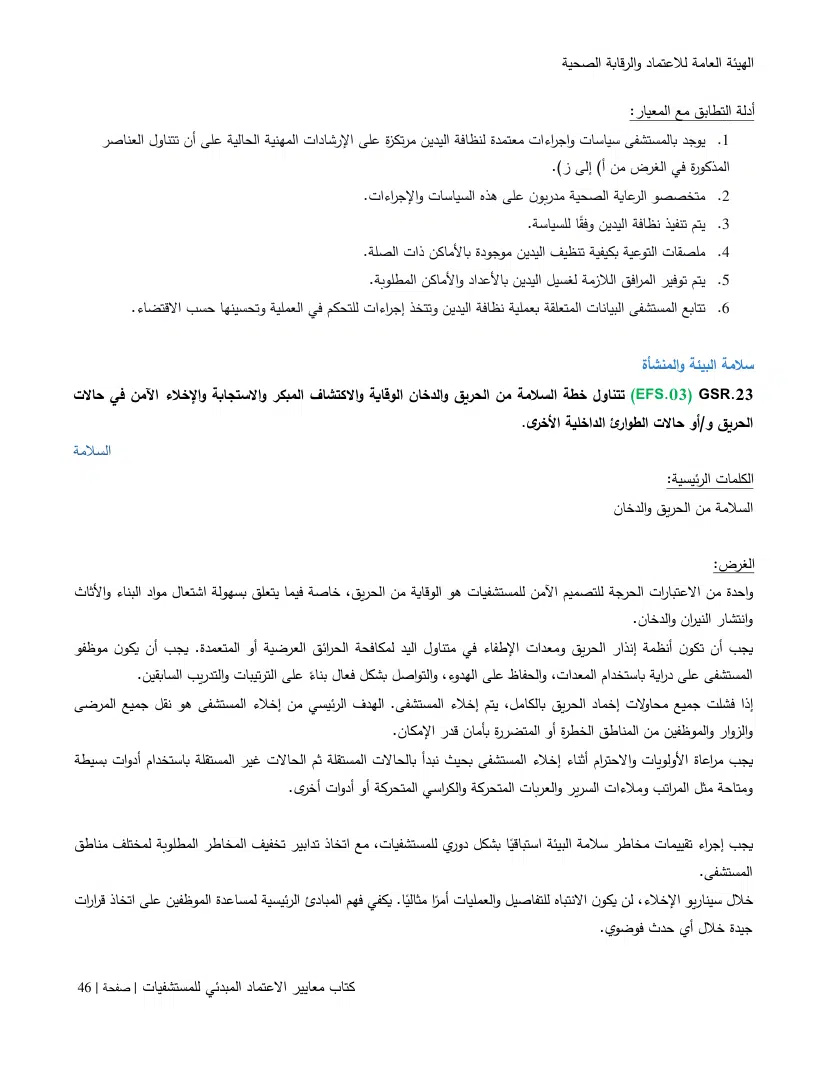 الهيئة العامة للاعتماد والرقابة الصحية
أدلة التطابق مع المعيار:
1. يوجد بالمستشفى سياسات واجراءات معتمدة لنظافة اليدين مرتكزة على الإرشادات المهنية الحالية على أن تتناول العناصر
المذكورة في الغرض من أ) إلى ز).
2. متخصصو الرعاية الصحية مدربون على هذه السياسات والإجراءات.
3. يتم تنفيذ نظافة اليدين وفقًا للسياسة.
4. ملصقات التوعية بكيفية تنظيف اليدين موجودة بالأماكن ذات الصلة.
5. يتم توفير المرافق اللازمة لغسيل اليدين بالأعداد والأماكن المطلوبة.
6. تتابع المستشفى البيانات المتعلقة بعملية نظافة اليدين وتتخذ إجراءات للتحكم في العملية وتحسينها حسب الاقتضاء.
سلامة البيئة والمنشأة
GSR.23 (EFS.03) تتناول خطة السلامة من الحريق والدخان الوقاية والاكتشاف المبكر والاستجابة والإخلاء الآمن في حالات
الحريق و/أو حالات الطوارئ الداخلية الأخرى.
السلامة
الكلمات الرئيسية:
السلامة من الحريق والدخان
الغرض:
واحدة من الاعتبارات الحرجة للتصميم الآمن للمستشفيات هو الوقاية من الحريق، خاصة فيما يتعلق بسهولة اشتعال مواد البناء والأثاث
وانتشار النيران والدخان.
يجب أن تكون أنظمة إنذار الحريق ومعدات الإطفاء في متناول اليد لمكافحة الحرائق العرضية أو المتعمدة. يجب أن يكون موظفو
المستشفى على دراية باستخدام المعدات، والحفاظ على الهدوء، والتواصل بشكل فعال بناءً على الترتيبات والتدريب السابقين.
إذا فشلت جميع محاولات إخماد الحريق بالكامل، يتم إخلاء المستشفى. الهدف الرئيسي من إخلاء المستشفى هو نقل جميع المرضى
والزوار والموظفين من المناطق الخطرة أو المتضررة بأمان قدر الإمكان.
يجب مراعاة الأولويات والاحترام أثناء إخلاء المستشفى بحيث نبدأ بالحالات المستقلة ثم الحالات غير المستقلة باستخدام أدوات بسيطة
ومتاحة مثل المراتب وملاءات السرير والعربات المتحركة والكراسي المتحركة أو أدوات أخرى.
يجب إجراء تقييمات مخاطر سلامة البيئة استباقيًا بشكل دوري للمستشفيات، مع اتخاذ تدابير تخفيف المخاطر المطلوبة لمختلف مناطق
المستشفى.
خلال سيناريو الإخلاء، لن يكون الانتباه للتفاصيل والعمليات أمرًا مثاليًا. يكفي فهم المبادئ الرئيسية لمساعدة الموظفين على اتخاذ قرارات
جيدة خلال أي حدث فوضوي.
كتاب معايير الاعتماد المبدئي للمستشفيات | صفحة | 46